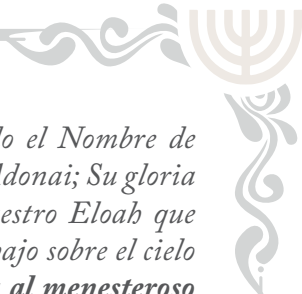 el Nombre de
Su gloria
Eloah que
sobre el cielo
al menesteroso